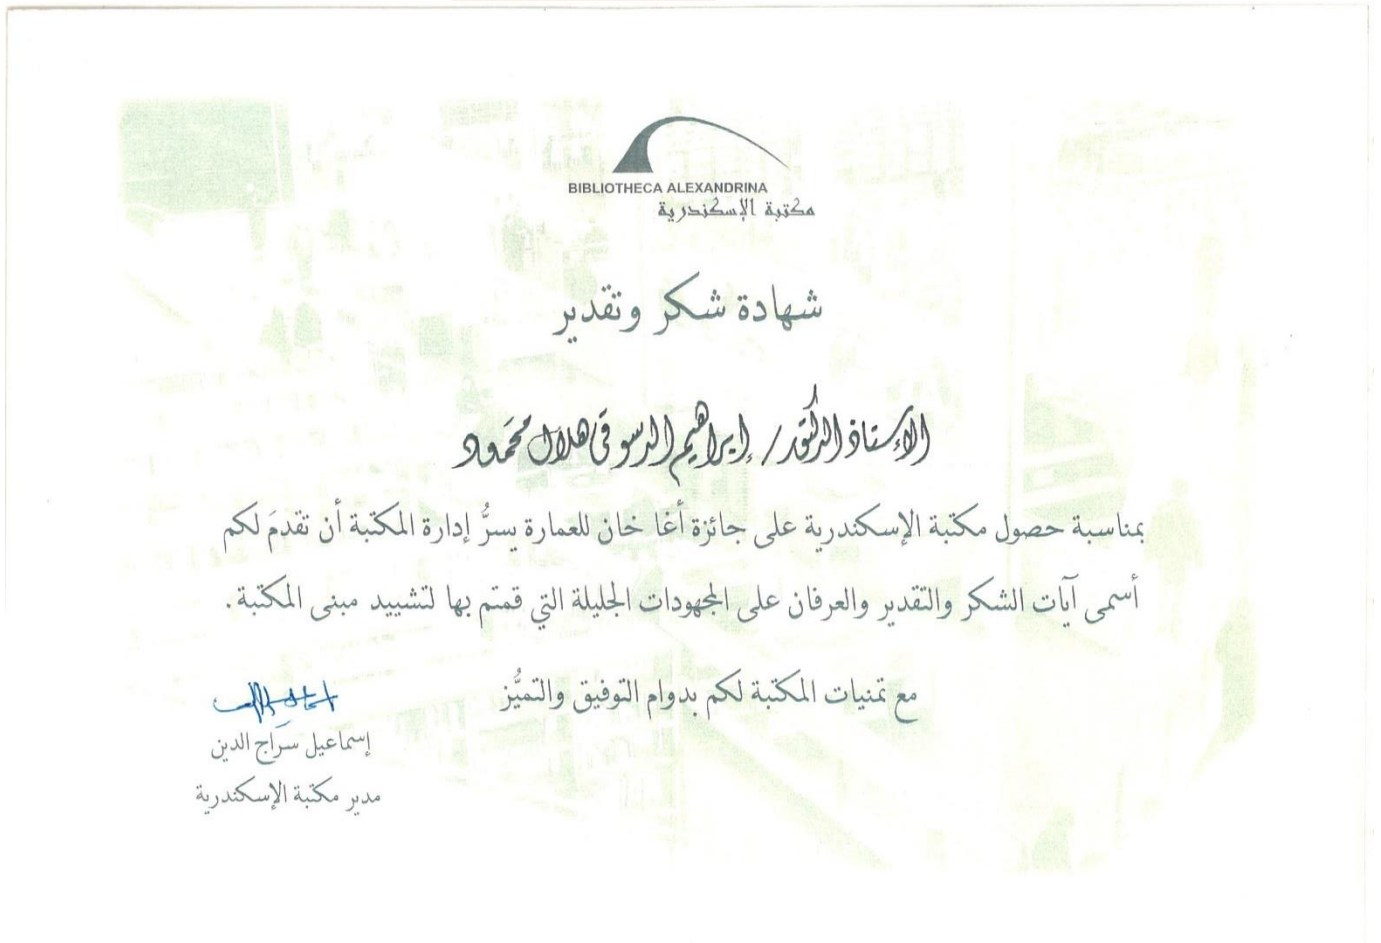 BIBLIOTHECA ALEXANDRINA
مكتبة الإسكندرية
شهادة شكر وتقدير
الأستاذ الدكتور / إبراهيم الدسوقى هلال محمود
بمناسبة حصول مكتبة الإسكندرية على جائزة أغا خان للعمارة يسرُّ إدارة المكتبة أن تقدمَ لكم
أسمى آيات الشكر والتقدير والعرفان على المجهودات الجليلة التي قمتم بها لتشييد مبنى المكتبة.
مع تمنيات المكتبة لكم بدوام التوفيق والتميُّز
إسماعيل سراج الدين
مدير مكتبة الإسكندرية